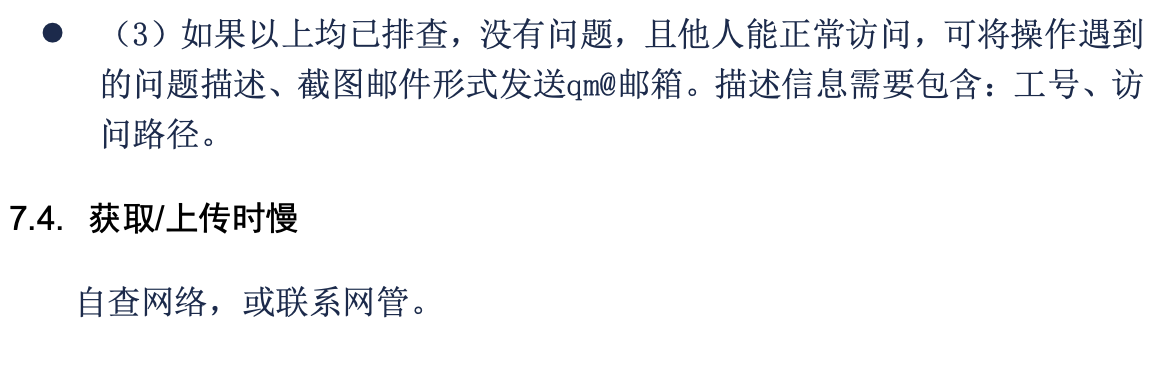 ● （3）如果以上均已排查，没有问题，且他人能正常访问，可将操作遇到
的问题描述、截图邮件形式发送qm@邮箱。描述信息需要包含：工号、访
问路径。
7.4. 获取/上传时慢
自查网络，或联系网管。